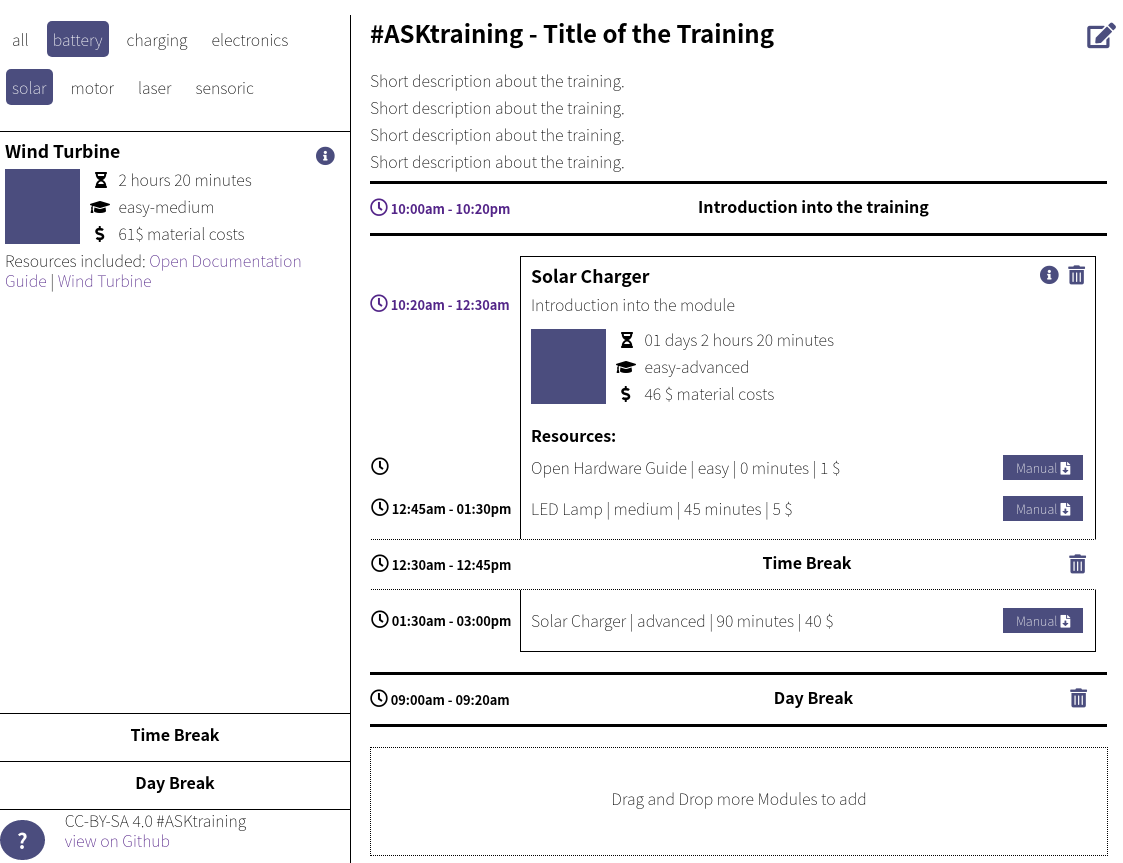 all battery charging electronics
solar motor laser sensoric
Wind Turbine
2 hours 20 minutes
easy-medium
61$ material costs
Resources included: Open Documentation
Guide | Wind Turbine
Time Break
Day Break
?
CC-BY-SA 4.0 #ASKtraining
view on Github
#ASKtraining - Title of the Training
Short description about the training.
Short description about the training.
Short description about the training.
Short description about the training.
10:00am - 10:20pm Introduction into the training
Solar Charger
10:20am - 12:30am Introduction into the module
01 days 2 hours 20 minutes
easy-advanced
$ 46 $ material costs
Resources:
Open Hardware Guide | easy | 0 minutes | 1 $ Manual
12:45am - 01:30pm LED Lamp | medium | 45 minutes | 5 $ Manual
12:30am - 12:45pm Time Break
01:30am - 03:00pm Solar Charger | advanced | 90 minutes | 40 $ Manual
09:00am - 09:20am Day Break
Drag and Drop more Modules to add